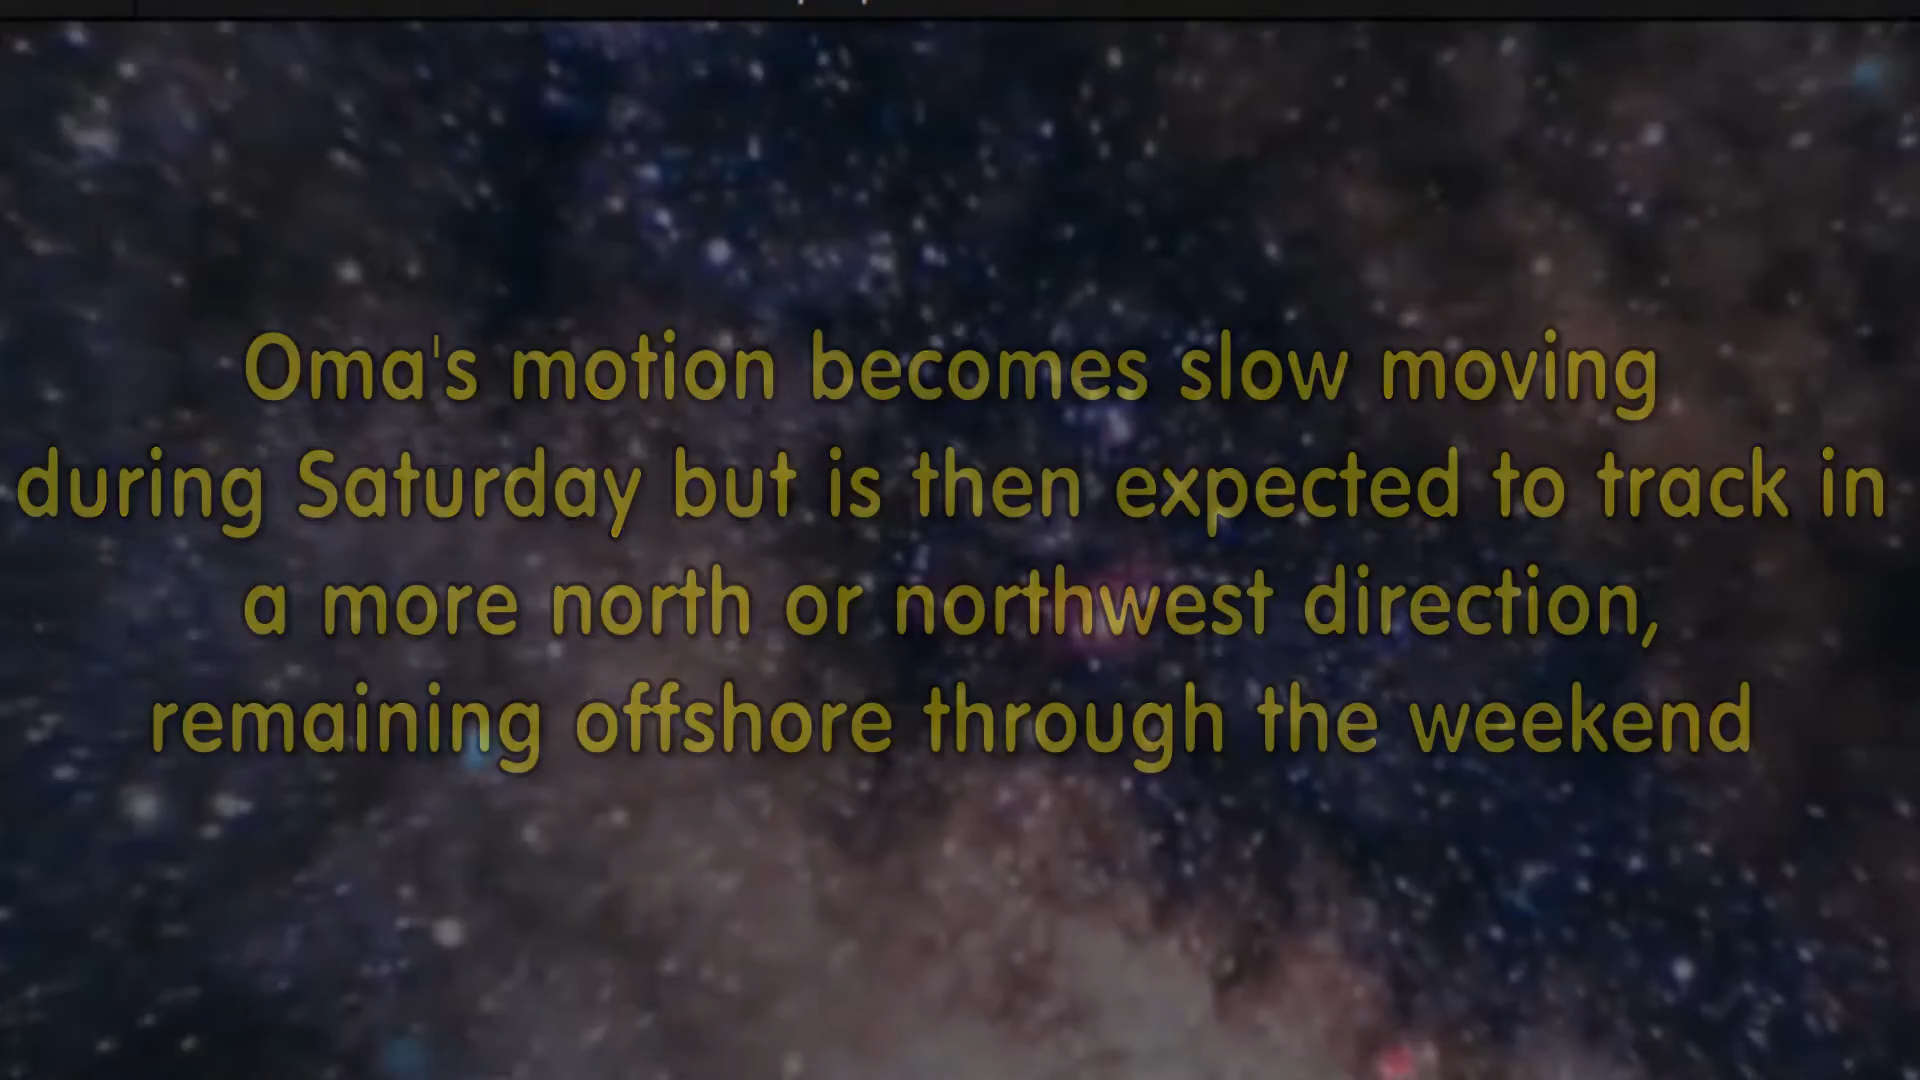 Oma's motion becomes slow moving
during Saturday but is then expected to track in
a more north or northwest direction,
remaining offshore through the weekend